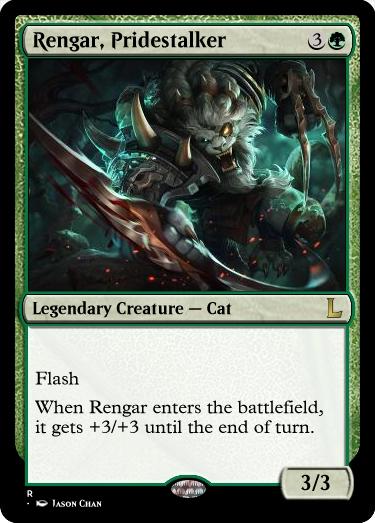 Rengar, Pridestalker 3
Legendary Creature — Cat L
Flash
When Rengar enters the battlefield,
it gets +3/+3 until the end of turn.
3/3
R
· Jason Chan